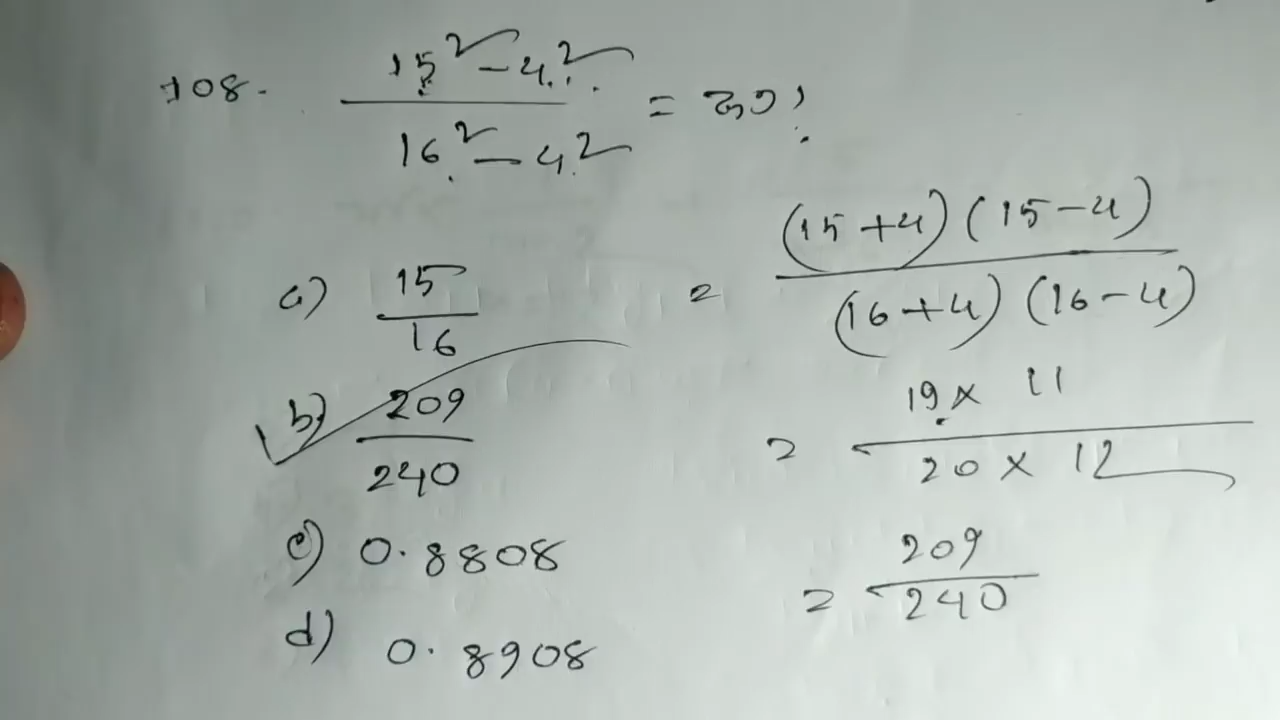 108. 15² - 4² / 16² - 4² = ?
a) 15/16
b) 209/240
c) 0.8808
d) 0.8908
= (15+4) (15-4) / (16+4) (16-4)
= 19 x 11 / 20 x 12
= 209 / 240